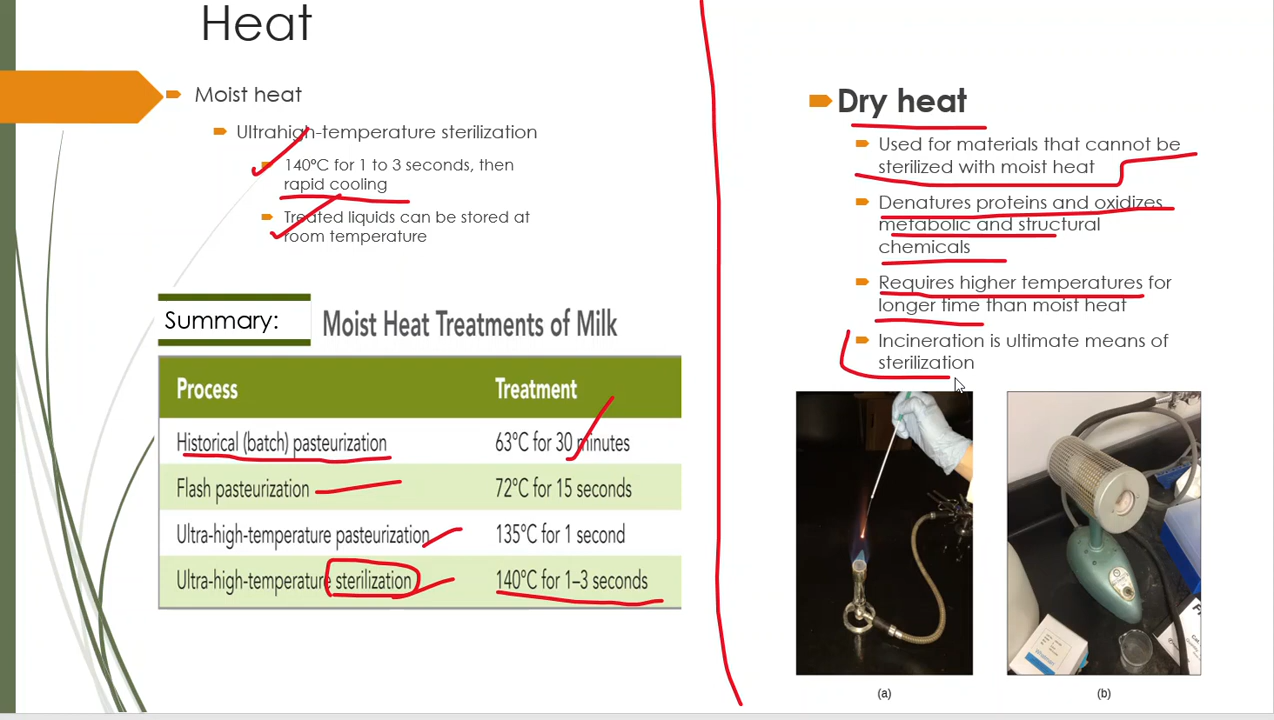 Heat
Moist heat
Ultrahigh-temperature sterilization
140°C for 1 to 3 seconds, then
rapid cooling
Treated liquids can be stored at
room temperature
Summary:
Moist Heat Treatments of Milk
Process Treatment
Historical (batch) pasteurization 63°C for 30 minutes
Flash pasteurization 72°C for 15 seconds
Ultra-high-temperature pasteurization 135°C for 1 second
Ultra-high-temperature sterilization 140°C for 1–3 seconds
Dry heat
Used for materials that cannot be
sterilized with moist heat
Denatures proteins and oxidizes
metabolic and structural
chemicals
Requires higher temperatures for
longer time than moist heat
Incineration is ultimate means of
sterilization
(a)
(b)